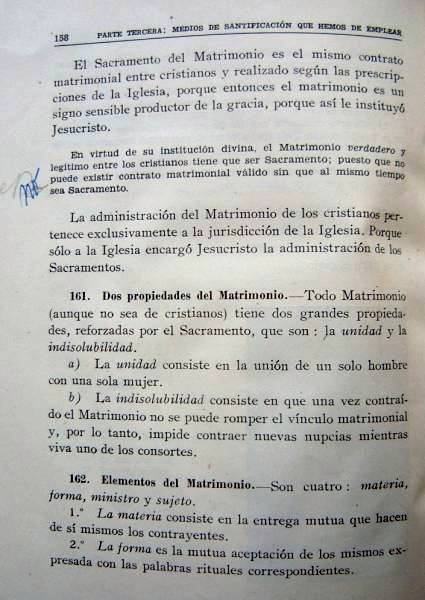 158 PARTE TERCERA: MEDIOS DE SANTIFICACIÓN QUE HEMOS DE EMPLEAR
El Sacramento del Matrimonio es el mismo contrato
matrimonial entre cristianos y realizado según las prescrip-
ciones de la Iglesia, porque entonces el matrimonio es un
signo sensible productor de la gracia, porque así le instituyó
Jesucristo.
En virtud de su institución divina, el Matrimonio verdadero y
legítimo entre los cristianos tiene que ser Sacramento; puesto que no
puede existir contrato matrimonial válido sin que al mismo tiempo
sea Sacramento.
La administración del Matrimonio de los cristianos per-
tenece exclusivamente a la jurisdicción de la Iglesia. Porque
sólo a la Iglesia encargó Jesucristo la administración de los
Sacramentos.
161. Dos propiedades del Matrimonio.—Todo Matrimonio
(aunque no sea de cristianos) tiene dos grandes propieda-
des, reforzadas por el Sacramento, que son : la unidad y la
indisolubilidad.
a) La unidad consiste en la unión de un solo hombre
con una sola mujer.
b) La indisolubilidad consiste en que una vez contraí-
do el Matrimonio no se puede romper el vínculo matrimonial
y, por lo tanto, impide contraer nuevas nupcias mientras
viva uno de los consortes.
162. Elementos del Matrimonio.—Son cuatro : materia,
forma, ministro y sujeto.
1.º La materia consiste en la entrega mutua que hacen
de sí mismos los contrayentes.
2.º La forma es la mutua aceptación de los mismos ex-
presada con las palabras rituales correspondientes.